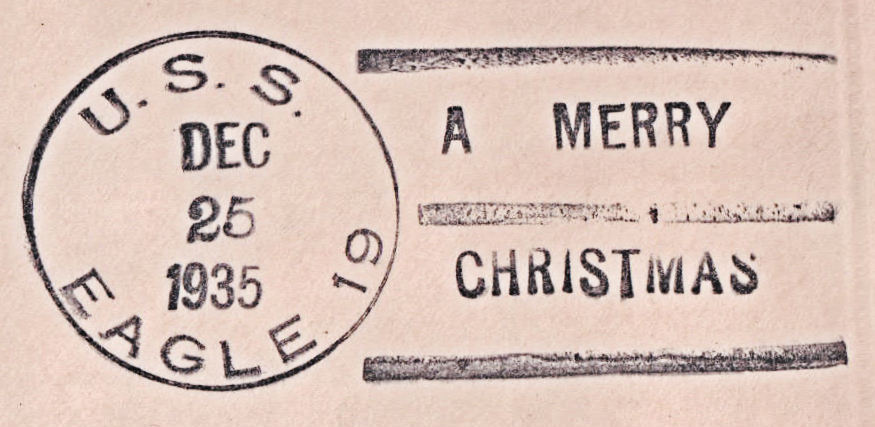 U. S. S.
DEC
25
1935
EAGLE 19
A MERRY
CHRISTMAS